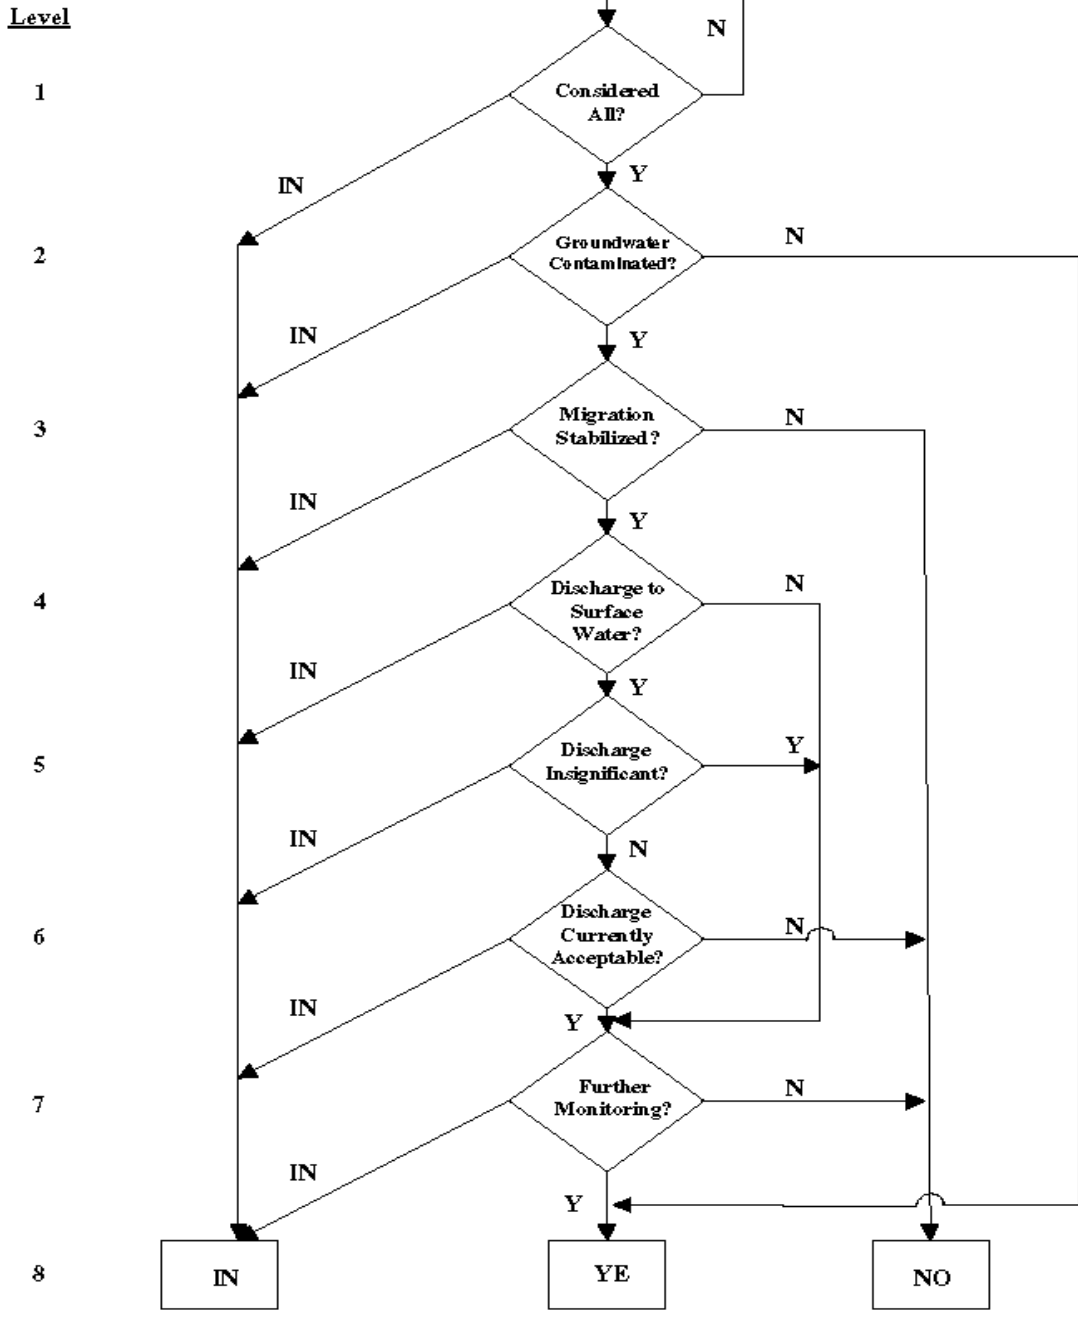 Level
N
1
Considered
All?
IN
Y
2
Groundwater
Contaminated?
N
IN
Y
3
Migration
Stabilized?
N
IN
Y
4
Discharge to
Surface
Water?
N
IN
Y
5
Discharge
Insignificant?
Y
IN
N
6
Discharge
Currently
Acceptable?
N
IN
Y
7
Further
Monitoring?
N
IN
Y
8
IN
YE
NO